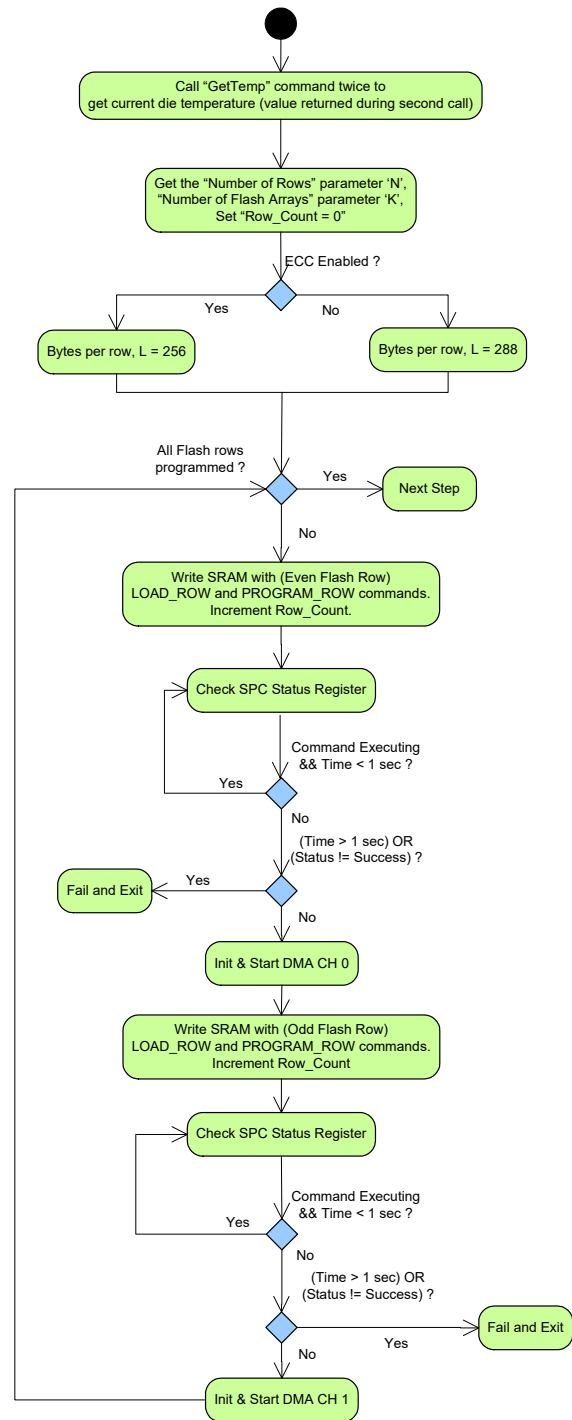 Call “GetTemp” command twice to
get current die temperature (value returned during second call)
Get the “Number of Rows” parameter ‘N’,
“Number of Flash Arrays” parameter ‘K’,
Set “Row_Count = 0”
ECC Enabled ?
Yes
No
Bytes per row, L = 256
Bytes per row, L = 288
All Flash rows
programmed ?
Yes
Next Step
No
Write SRAM with (Even Flash Row)
LOAD_ROW and PROGRAM_ROW commands.
Increment Row_Count.
Check SPC Status Register
Command Executing
&& Time < 1 sec ?
Yes
No
(Time > 1 sec) OR
(Status != Success) ?
Fail and Exit
Yes
No
Init & Start DMA CH 0
Write SRAM with (Odd Flash Row)
LOAD_ROW and PROGRAM_ROW commands.
Increment Row_Count
Check SPC Status Register
Command Executing
&& Time < 1 sec ?
Yes
No
(Time > 1 sec) OR
(Status != Success) ?
Fail and Exit
Yes
No
Init & Start DMA CH 1